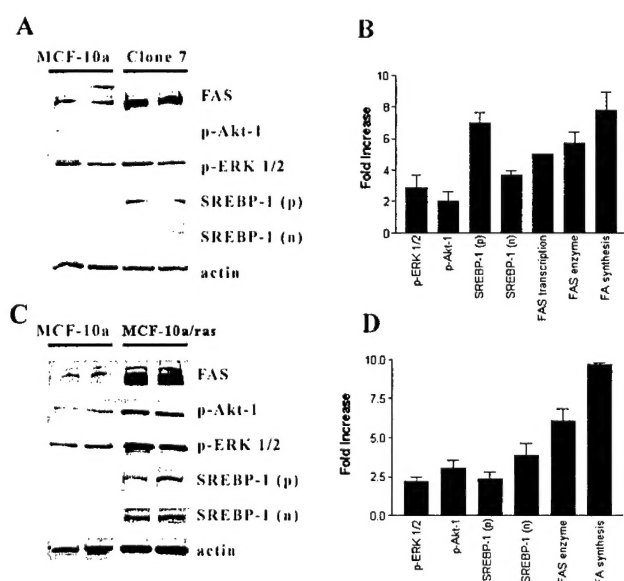 A
MCF-10a Clone 7
FAS
p-Akt-1
p-ERK 1/2
SREBP-1 (p)
SREBP-1 (n)
actin
B
Fold Increase
10
8
6
4
2
0
p-ERK 1/2
p-Akt-1
SREBP-1 (p)
SREBP-1 (n)
FAS transcription
FAS enzyme
FA synthesis
C
MCF-10a MCF-10a/ras
FAS
p-Akt-1
p-ERK 1/2
SREBP-1 (p)
SREBP-1 (n)
actin
D
Fold Increase
10.0
7.5
5.0
2.5
0.0
p-ERK 1/2
p-Akt-1
SREBP-1 (p)
SREBP-1 (n)
FAS enzyme
FA synthesis